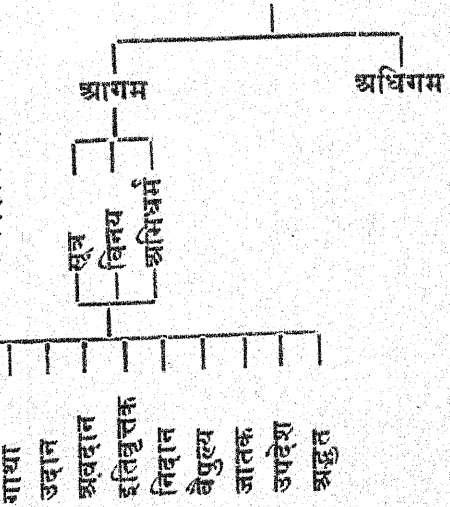 आगम
अधिगम
सूत्र
विनय
अभिधर्म
गाथा
उदान
अवदान
इतिवृत्तक
निदान
वैपुल्य
जातक
उपदेश
अद्भुत